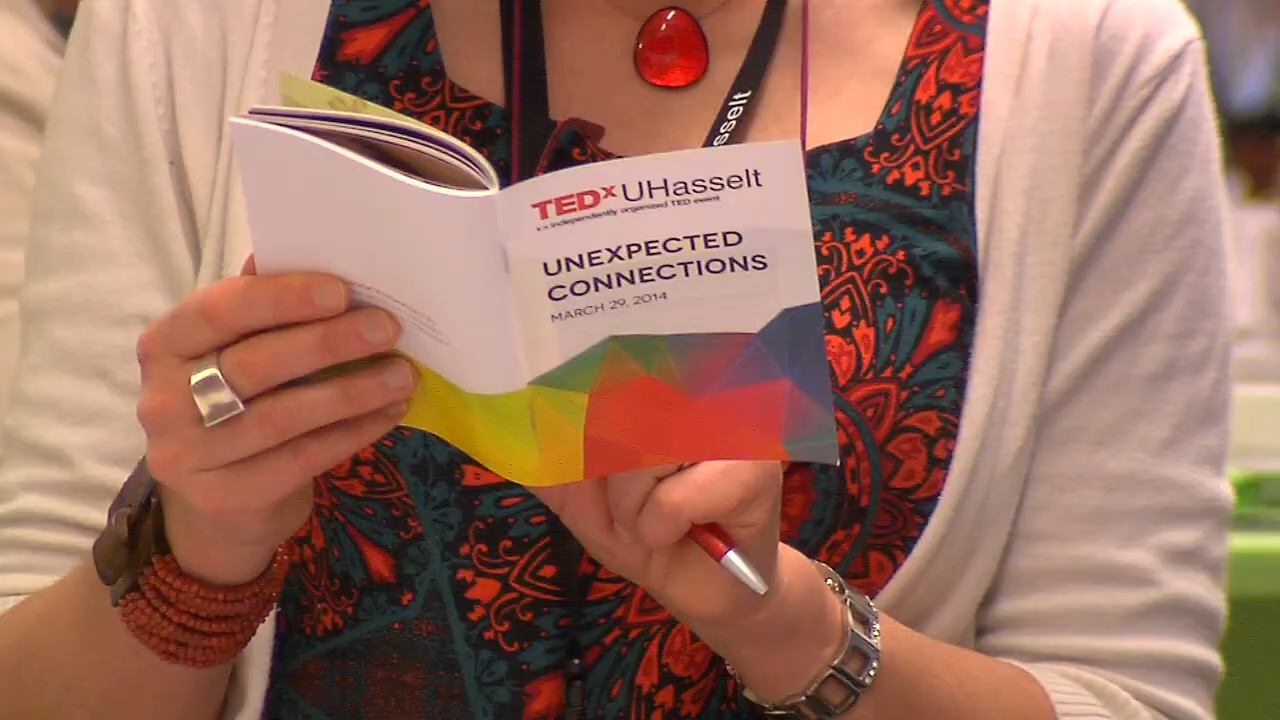 sselt
TEDx UHasselt
x = independently organized TED event
UNEXPECTED
CONNECTIONS
MARCH 29, 2014